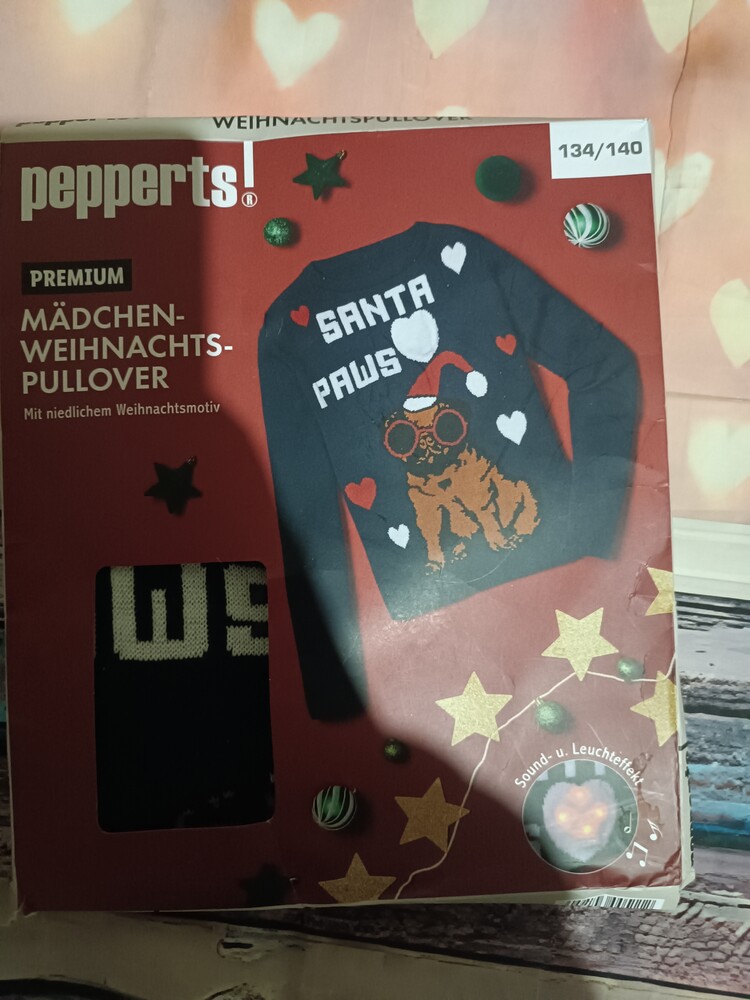 WEIHNACHTSPULLOVER
pepperts!®
134/140
PREMIUM
MÄDCHEN-
WEIHNACHTS-
PULLOVER
Mit niedlichem Weihnachtsmotiv
SANTA
PAWS
WS
Sound- u. Leuchteffekt